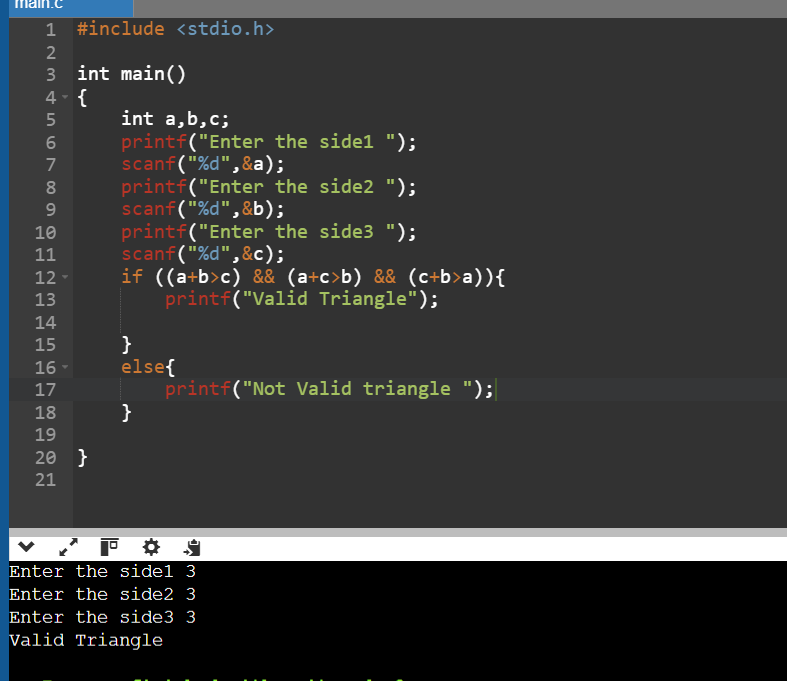 main.c
1 #include <stdio.h>
2
3 int main()
4 {
5 int a,b,c;
6 printf("Enter the side1 ");
7 scanf("%d",&a);
8 printf("Enter the side2 ");
9 scanf("%d",&b);
10 printf("Enter the side3 ");
11 scanf("%d",&c);
12 if ((a+b>c) && (a+c>b) && (c+b>a)){
13 printf("Valid Triangle");
14
15 }
16 else{
17 printf("Not Valid triangle ");
18 }
19
20 }
21
Enter the side1 3
Enter the side2 3
Enter the side3 3
Valid Triangle